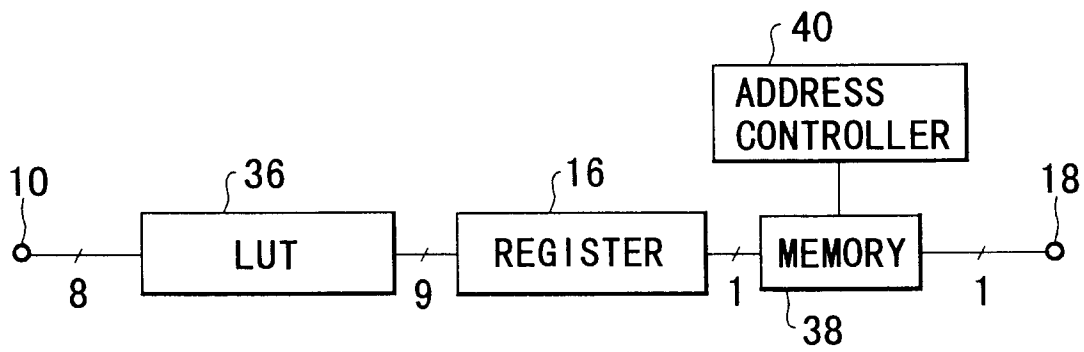 40
ADDRESS
CONTROLLER
10
36
16
18
LUT
REGISTER
MEMORY
8
9
1
1
38